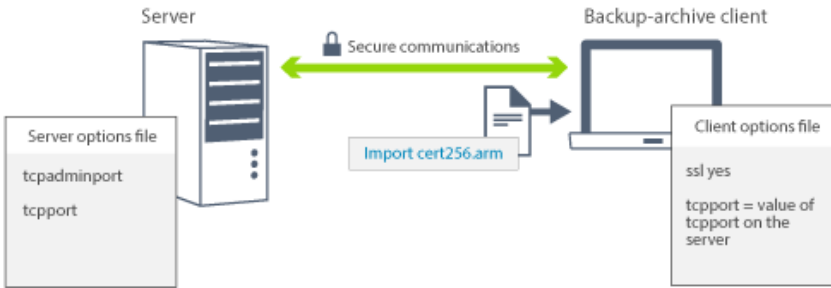 Server
Backup-archive client
Secure communications
Server options file
tcpadminport
tcpport
Import cert256.arm
Client options file
ssl yes
tcpport = value of
tcpport on the
server